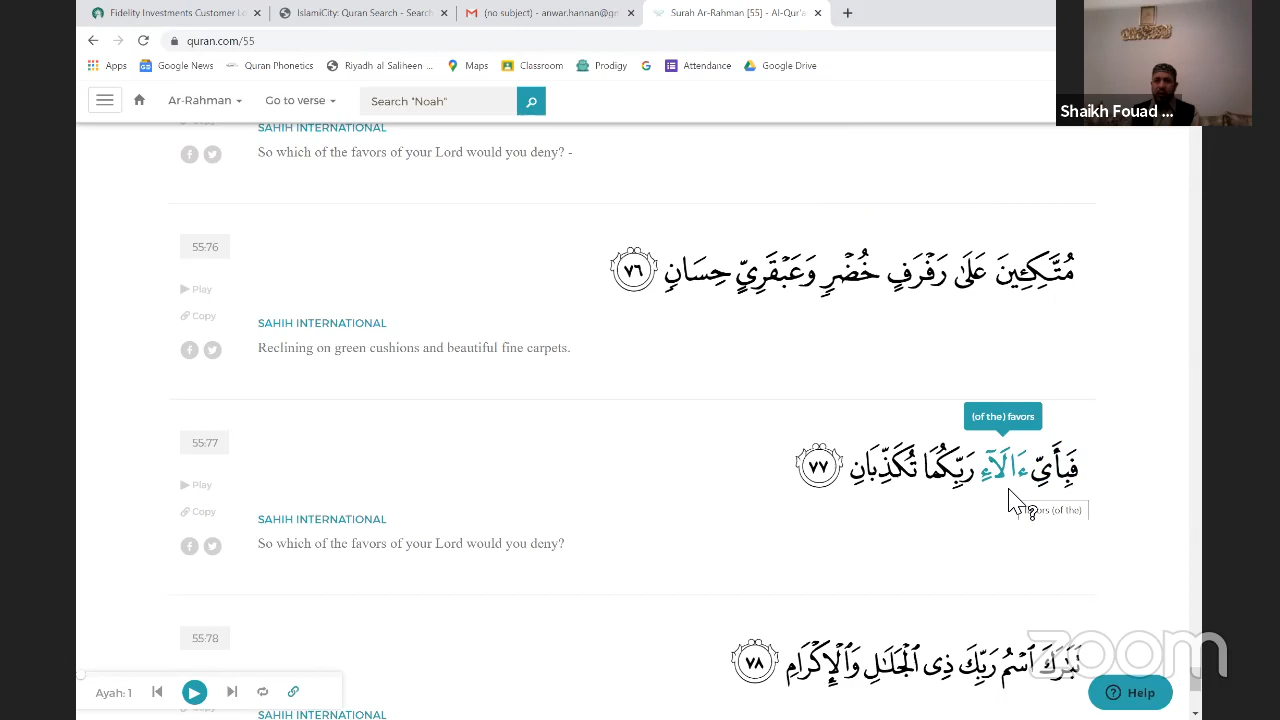 Fidelity Investments Customer Lo
IslamiCity: Quran Search - Search
(no subject) - anwar.hannan@gm
Surah Ar-Rahman [55] - Al-Qur'a
quran.com/55
Apps
Google News
Quran Phonetics
Riyadh al Saliheen ...
Maps
Classroom
Prodigy
Attendance
Google Drive
Ar-Rahman
Go to verse
Search "Noah"
Shaikh Fouad ...
Copy
SAHIH INTERNATIONAL
So which of the favors of your Lord would you deny? -
55:76
مُتَّكِـِٔينَ عَلَىٰ رَفْرَفٍ خُضْرٍ وَعَبْقَرِىٍّ حِسَانٍ ٧٦
Play
Copy
SAHIH INTERNATIONAL
Reclining on green cushions and beautiful fine carpets.
(of the) favors
55:77
فَبِأَىِّ ءَالَآءِ رَبِّكُمَا تُكَذِّبَانِ ٧٧
Play
Copy
SAHIH INTERNATIONAL
So which of the favors of your Lord would you deny?
55:78
تَبَٰرَكَ ٱسْمُ رَبِّكَ ذِى ٱلْجَلَٰلِ وَٱلْإِكْرَامِ ٧٨
zoom
Ayah: 1
Help
SAHIH INTERNATIONAL